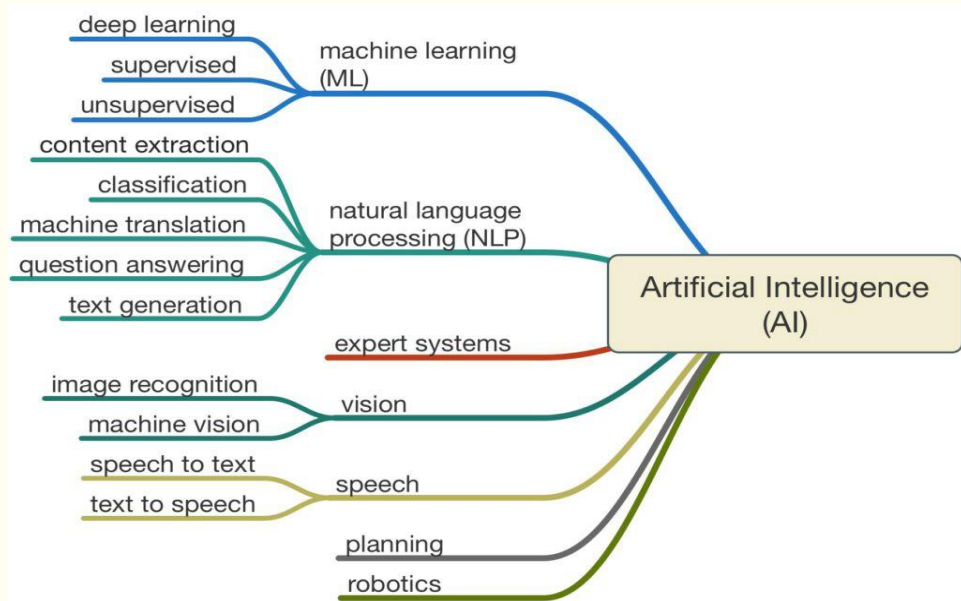 deep learning
supervised
unsupervised
machine learning
(ML)
content extraction
classification
machine translation
question answering
text generation
natural language
processing (NLP)
expert systems
image recognition
machine vision
vision
speech to text
text to speech
speech
planning
robotics
Artificial Intelligence
(AI)